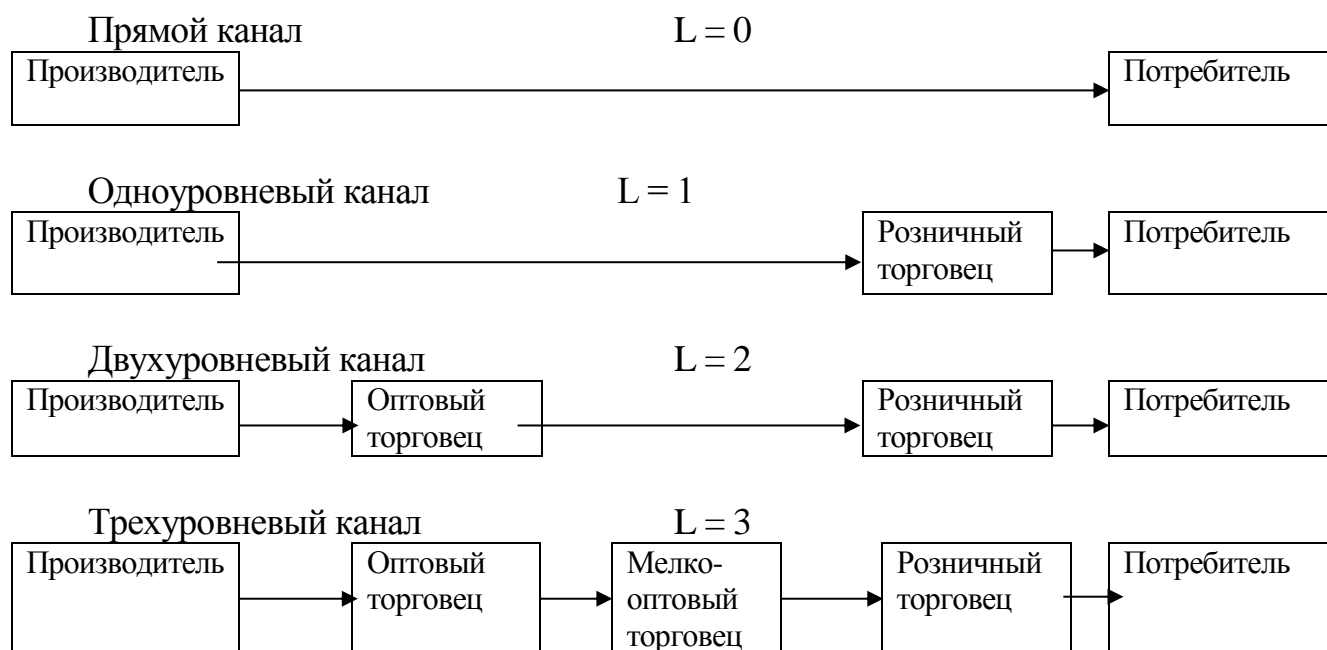 Прямой канал L = 0
Производитель Потребитель
Одноуровневый канал L = 1
Производитель Розничный торговец Потребитель
Двухуровневый канал L = 2
Производитель Оптовый торговец Розничный торговец Потребитель
Трехуровневый канал L = 3
Производитель Оптовый торговец Мелко-оптовый торговец Розничный торговец Потребитель